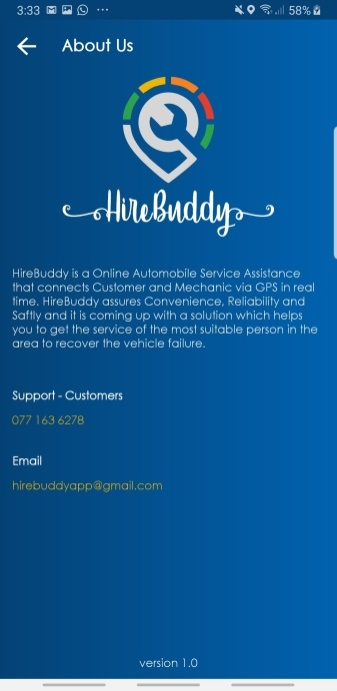 3:33 58%
About Us
HireBuddy
HireBuddy is a Online Automobile Service Assistance
that connects Customer and Mechanic via GPS in real
time. HireBuddy assures Convenience, Reliability and
Saftly and it is coming up with a solution which helps
you to get the service of the most suitable person in the
area to recover the vehicle failure.
Support - Customers
077 163 6278
Email
hirebuddyapp@gmail.com
version 1.0